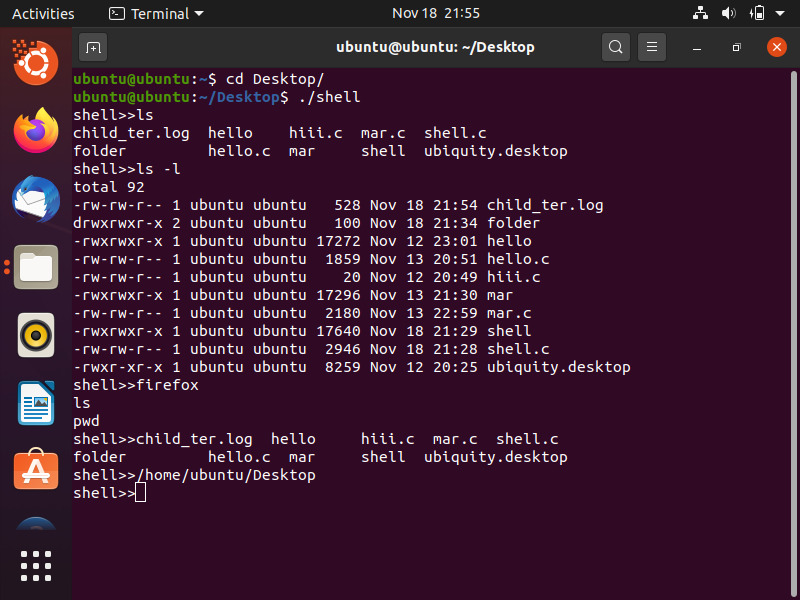 Activities Terminal Nov 18 21:55
ubuntu@ubuntu: ~/Desktop
ubuntu@ubuntu:~$ cd Desktop/
ubuntu@ubuntu:~/Desktop$ ./shell
shell>>ls
child_ter.log  hello    hiii.c  mar.c  shell.c
folder         hello.c  mar     shell  ubiquity.desktop
shell>>ls -l
total 92
-rw-rw-r-- 1 ubuntu ubuntu   528 Nov 18 21:54 child_ter.log
drwxrwxr-x 2 ubuntu ubuntu   100 Nov 18 21:34 folder
-rwxrwxr-x 1 ubuntu ubuntu 17272 Nov 12 23:01 hello
-rw-rw-r-- 1 ubuntu ubuntu  1859 Nov 13 20:51 hello.c
-rw-rw-r-- 1 ubuntu ubuntu    20 Nov 12 20:49 hiii.c
-rwxrwxr-x 1 ubuntu ubuntu 17296 Nov 13 21:30 mar
-rw-rw-r-- 1 ubuntu ubuntu  2180 Nov 13 22:59 mar.c
-rwxrwxr-x 1 ubuntu ubuntu 17640 Nov 18 21:29 shell
-rw-rw-r-- 1 ubuntu ubuntu  2946 Nov 18 21:28 shell.c
-rwxr-xr-x 1 ubuntu ubuntu  8259 Nov 12 20:25 ubiquity.desktop
shell>>firefox
ls
pwd
shell>>child_ter.log  hello     hiii.c  mar.c  shell.c
folder         hello.c  mar     shell  ubiquity.desktop
shell>>/home/ubuntu/Desktop
shell>>